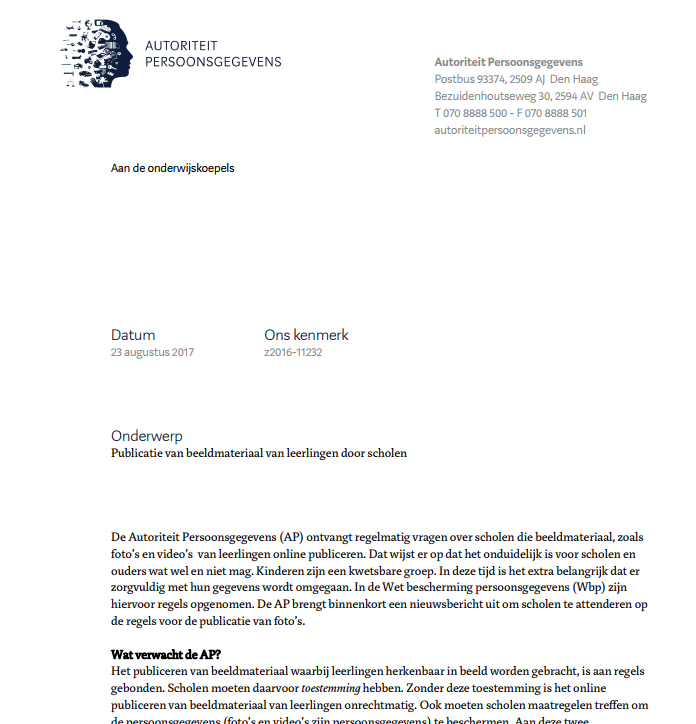 AUTORITEIT
PERSOONSGEGEVENS
Autoriteit Persoonsgegevens
Postbus 93374, 2509 AJ Den Haag
Bezuidenhoutseweg 30, 2594 AV Den Haag
T 070 8888 500 - F 070 8888 501
autoriteitpersoonsgegevens.nl
Aan de onderwijskoepels
Datum
23 augustus 2017
Ons kenmerk
z2016-11232
Onderwerp
Publicatie van beeldmateriaal van leerlingen door scholen
De Autoriteit Persoonsgegevens (AP) ontvangt regelmatig vragen over scholen die beeldmateriaal, zoals
foto's en video's van leerlingen online publiceren. Dat wijst er op dat het onduidelijk is voor scholen en
ouders wat wel en niet mag. Kinderen zijn een kwetsbare groep. In deze tijd is het extra belangrijk dat er
zorgvuldig met hun gegevens wordt omgegaan. In de Wet bescherming persoonsgegevens (Wbp) zijn
hiervoor regels opgenomen. De AP brengt binnenkort een nieuwsbericht uit om scholen te attenderen op
de regels voor de publicatie van foto's.
Wat verwacht de AP?
Het publiceren van beeldmateriaal waarbij leerlingen herkenbaar in beeld worden gebracht, is aan regels
gebonden. Scholen moeten daarvoor toestemming hebben. Zonder deze toestemming is het online
publiceren van beeldmateriaal van leerlingen onrechtmatig. Ook moeten scholen maatregelen treffen om
de persoonsgegevens (foto's en video's zijn persoonsgegevens) te beschermen. Aan deze twee